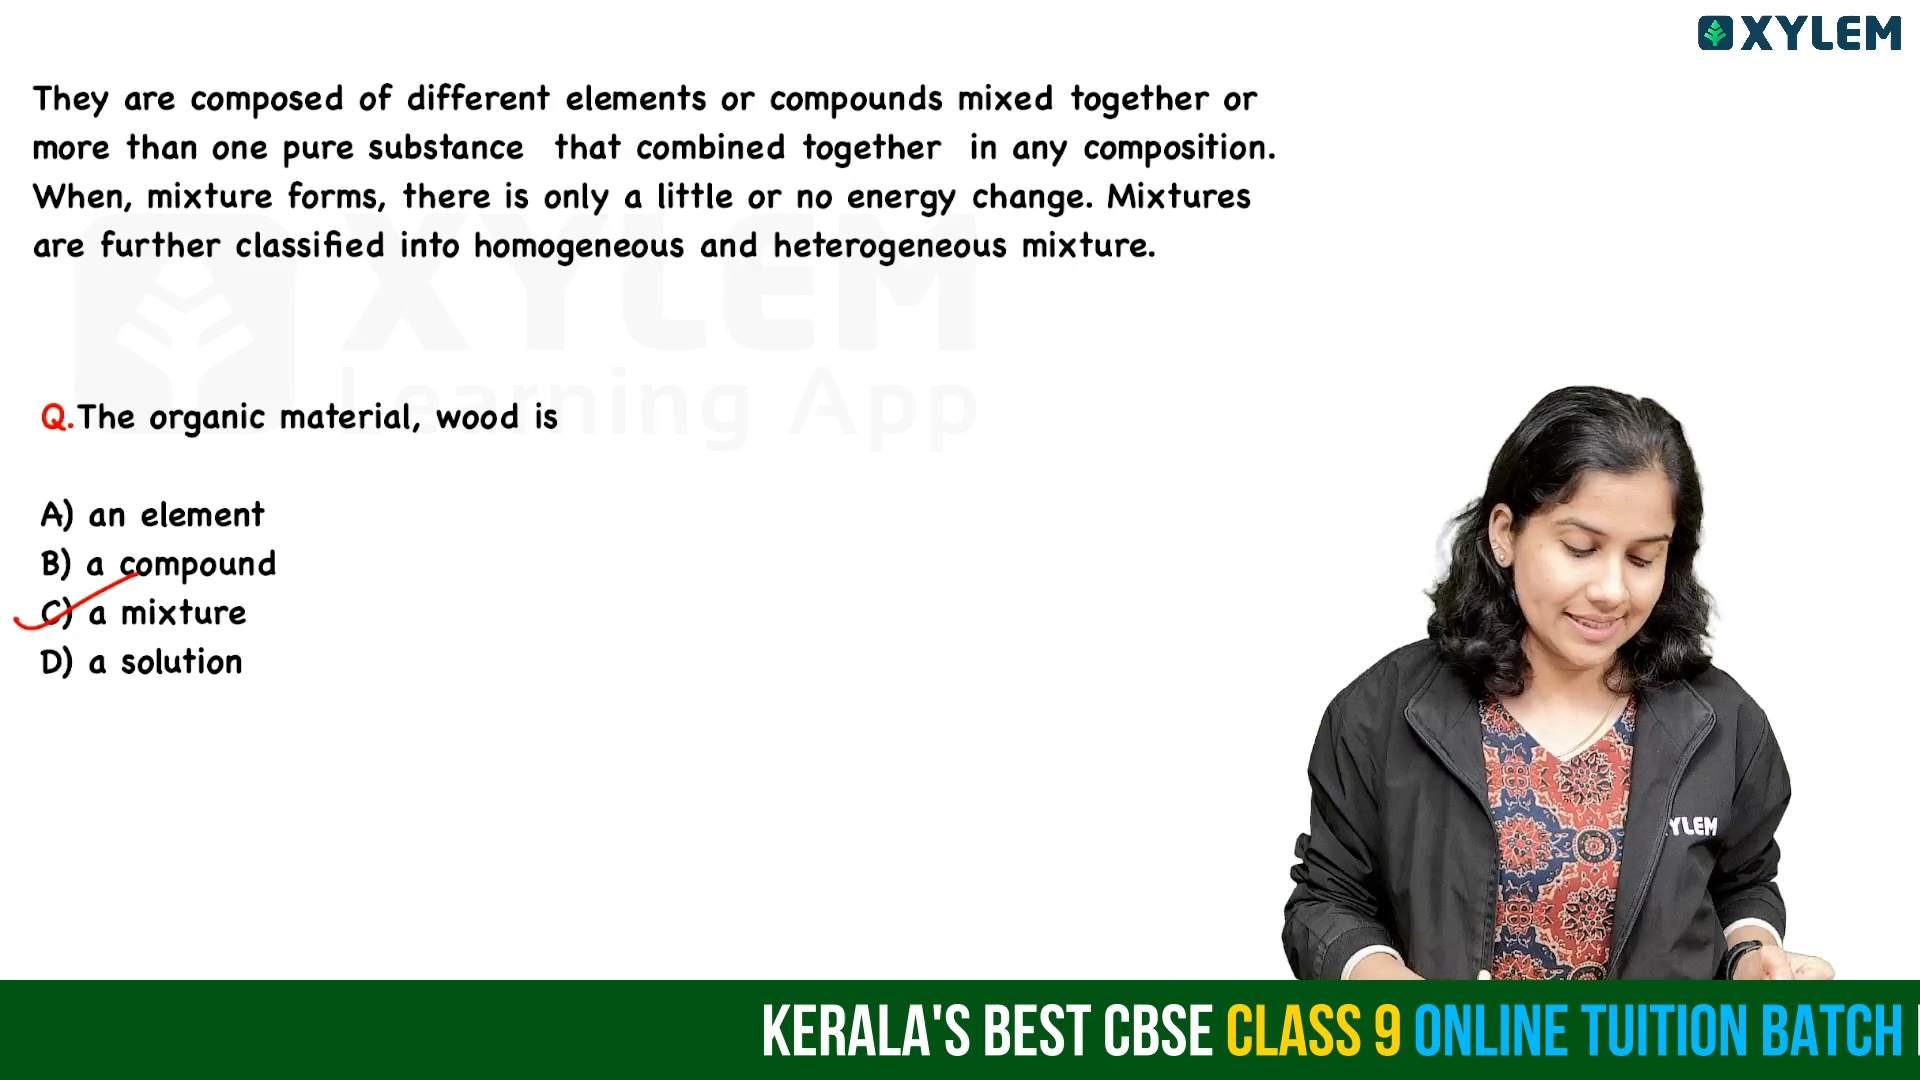 XYLEM
They are composed of different elements or compounds mixed together or
more than one pure substance that combined together in any composition.
When, mixture forms, there is only a little or no energy change. Mixtures
are further classified into homogeneous and heterogeneous mixture.
XYLEM
Learning App
Q.The organic material, wood is
A) an element
B) a compound
C) a mixture
D) a solution
YLEM
KERALA'S BEST CBSE CLASS 9 ONLINE TUITION BATCH